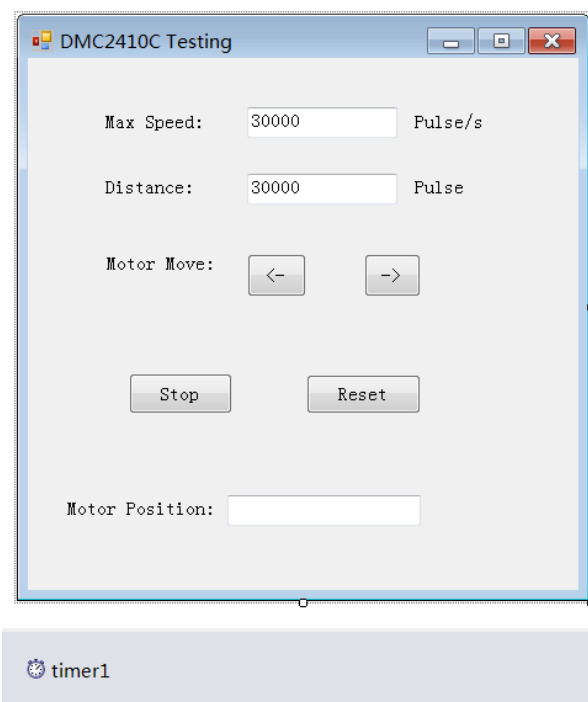 DMC2410C Testing
Max Speed: 30000 Pulse/s
Distance: 30000 Pulse
Motor Move: <- ->
Stop Reset
Motor Position:
timer1